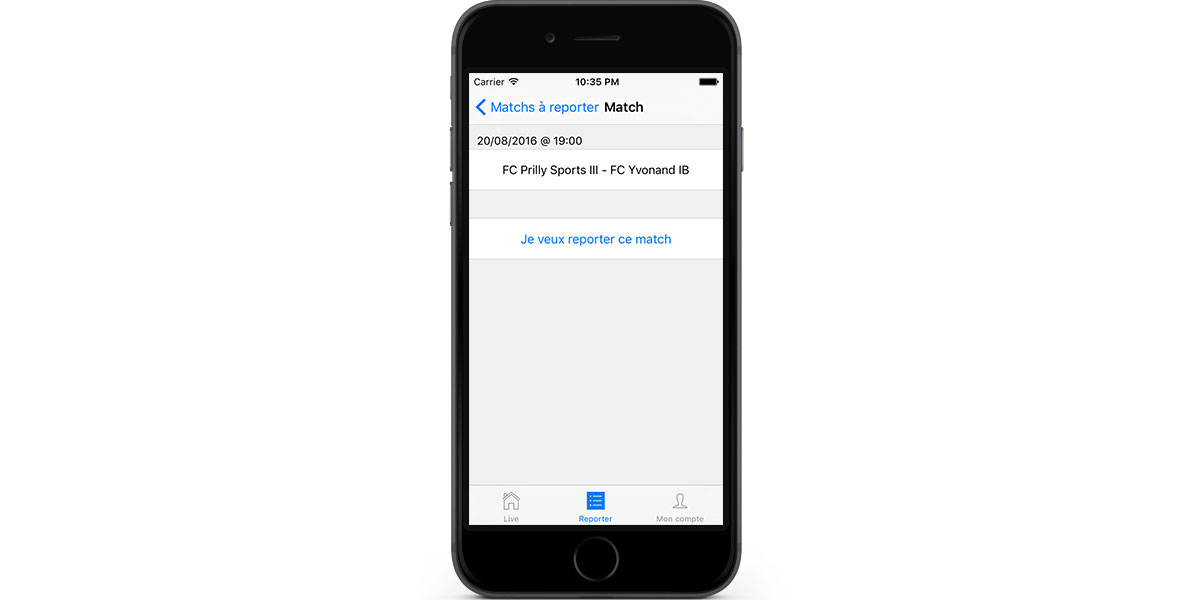 Carrier 10:35 PM
Matchs à reporter Match
20/08/2016 @ 19:00
FC Prilly Sports III - FC Yvonand IB
Je veux reporter ce match
Live Reporter Mon compte